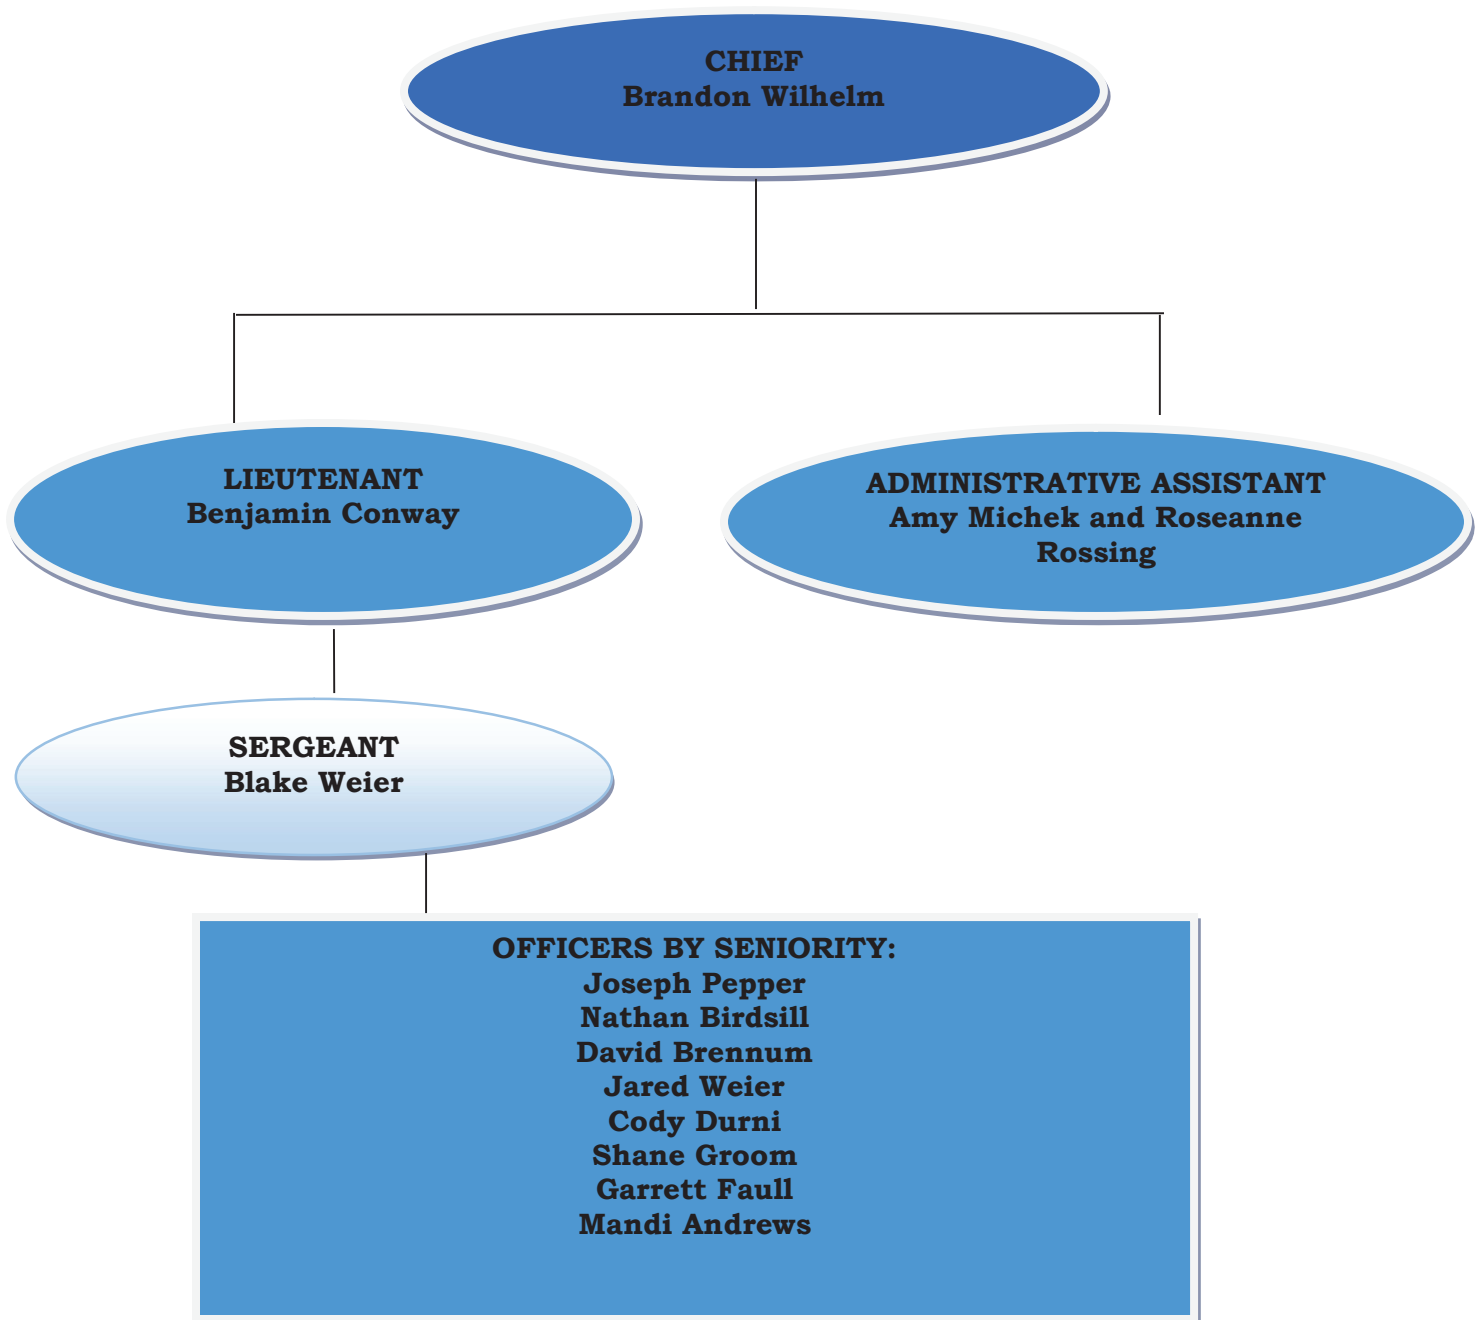 CHIEF
Brandon Wilhelm
LIEUTENANT
Benjamin Conway
ADMINISTRATIVE ASSISTANT
Amy Michek and Roseanne
Rossing
SERGEANT
Blake Weier
OFFICERS BY SENIORITY:
Joseph Pepper
Nathan Birdsill
David Brennum
Jared Weier
Cody Durni
Shane Groom
Garrett Faull
Mandi Andrews